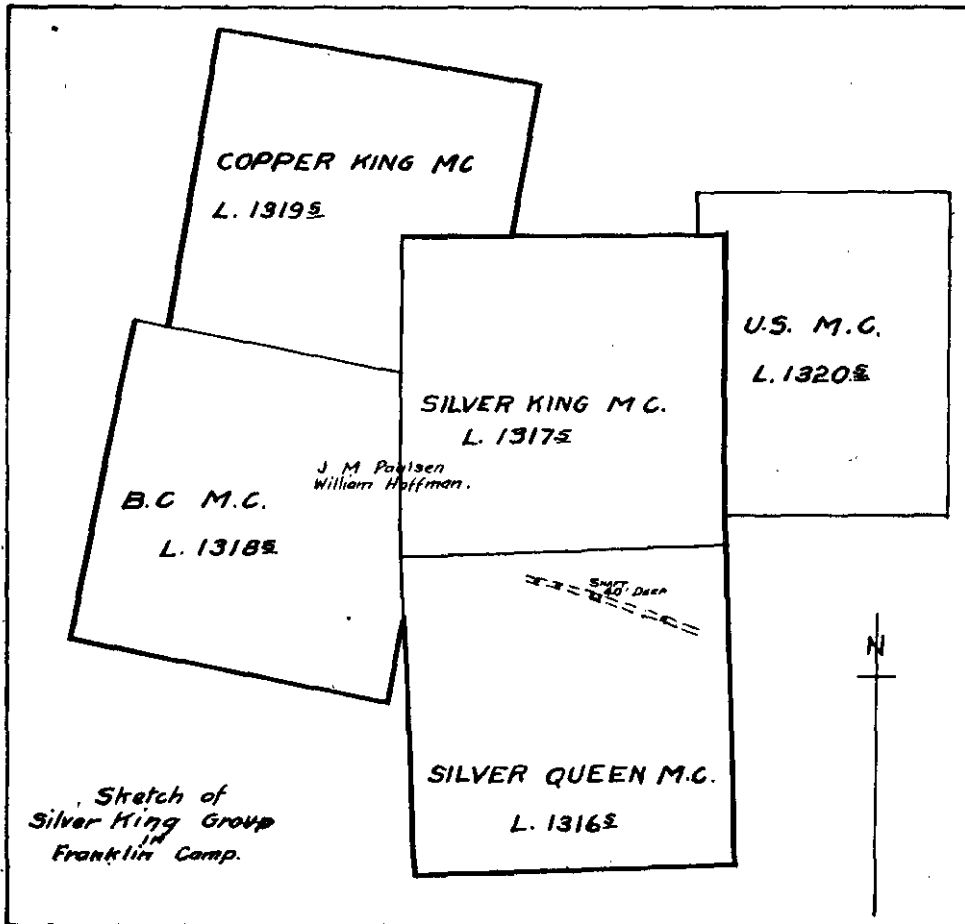 COPPER KING MC
L. 1319s
U.S. M.C.
L. 1320s
SILVER KING M C.
L. 1317s
J M Paulsen
William Hoffman.
B.C M.C.
L. 1318s
SHAFT
40' DEEP
N
SILVER QUEEN M.C.
L. 1316s
Sketch of
Silver King Group
IN
Franklin Camp.